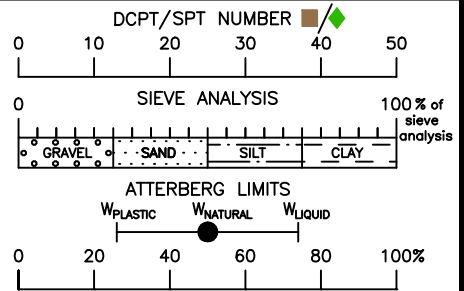 DCPT/SPT NUMBER /
0 10 20 30 40 50
SIEVE ANALYSIS
0 100% of
sieve
analysis
GRAVEL SAND SILT CLAY
ATTERBERG LIMITS
WPLASTIC WNATURAL WLIQUID
0 20 40 60 80 100%